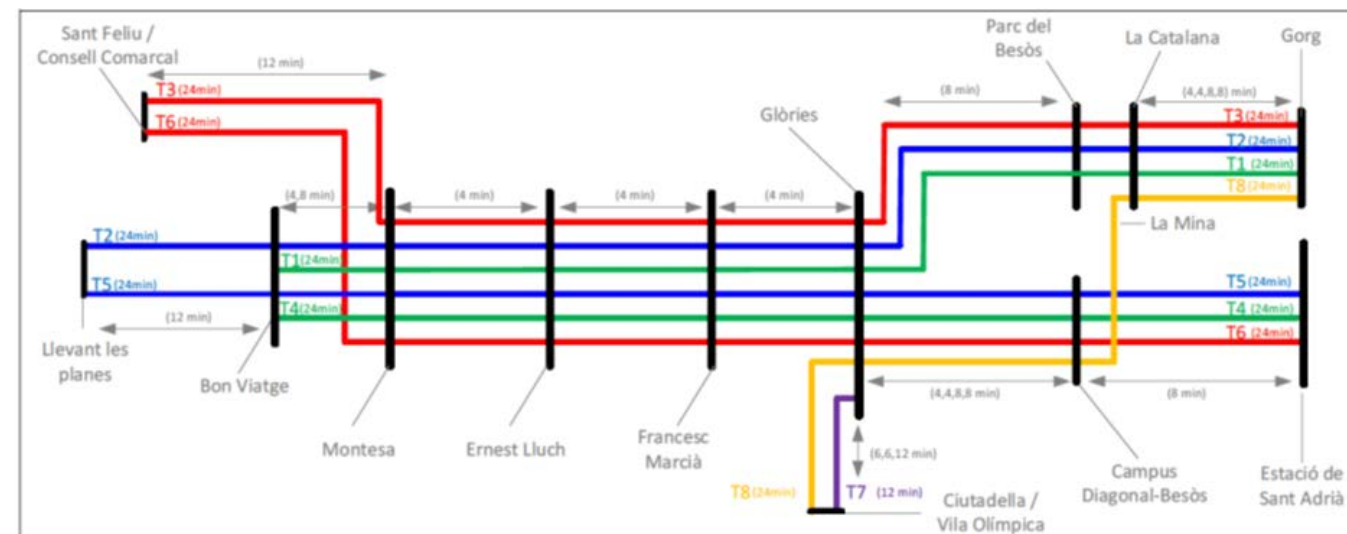 Sant Feliu /
Consell Comarcal
Parc del
Besòs
La Catalana
Gorg
(12 min)
T3 (24min)
T6 (24min)
Glòries
(8 min)
(4,4,8,8) min)
T3 (24min)
T2 (24min)
T1 (24min)
T8 (24min)
(4,8 min)
(4 min)
(4 min)
(4 min)
La Mina
T2 (24min)
T1 (24min)
T5 (24min)
T4 (24min)
T5 (24min)
T4 (24min)
T6 (24min)
(12 min)
Llevant les
planes
Bon Viatge
Montesa
Ernest Lluch
Francesc
Marcià
(4,4,8,8 min)
(8 min)
(6,6,12 min)
T8 (24min)
T7 (12 min)
Ciutadella /
Vila Olímpica
Campus
Diagonal-Besòs
Estació de
Sant Adrià